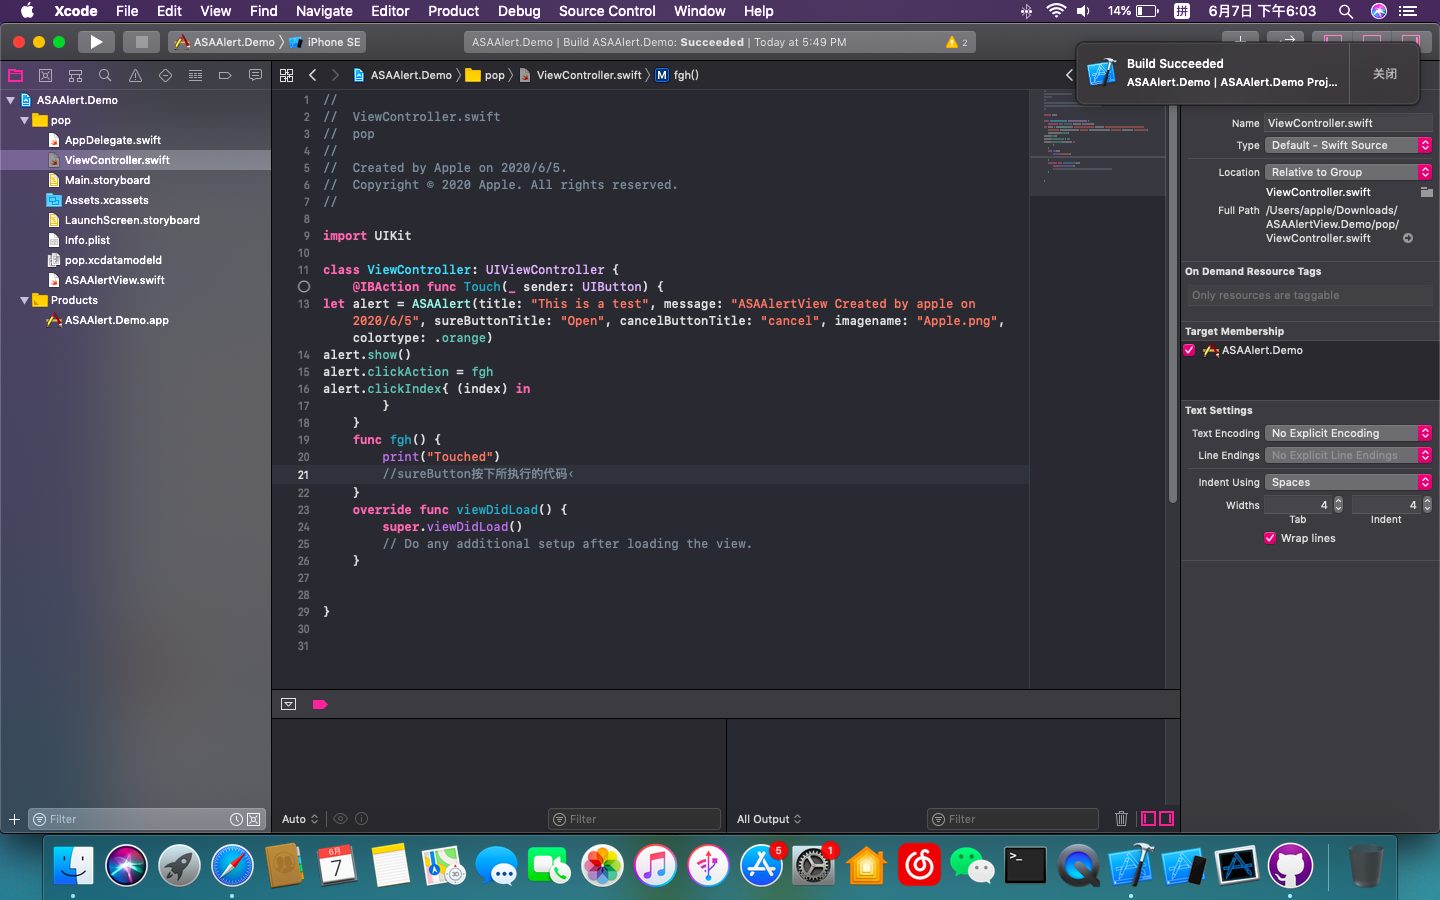 Xcode File Edit View Find Navigate Editor Product Debug Source Control Window Help
14% 拼 6月7日 下午6:03
ASAAlert.Demo iPhone SE
ASAAlert.Demo | Build ASAAlert.Demo: Succeeded | Today at 5:49 PM 2
Build Succeeded
ASAAlert.Demo | ASAAlert.Demo Proj...
关闭
ASAAlert.Demo
pop
AppDelegate.swift
ViewController.swift
Main.storyboard
Assets.xcassets
LaunchScreen.storyboard
Info.plist
pop.xcdatamodeld
ASAAlertView.swift
Products
ASAAlert.Demo.app
Filter
ASAAlert.Demo pop ViewController.swift M fgh()
1 //
2 //  ViewController.swift
3 //  pop
4 //
5 //  Created by Apple on 2020/6/5.
6 //  Copyright © 2020 Apple. All rights reserved.
7 //
8
9 import UIKit
10
11 class ViewController: UIViewController {
@IBAction func Touch(_ sender: UIButton) {
13 let alert = ASAAlert(title: "This is a test", message: "ASAAlertView Created by apple on
2020/6/5", sureButtonTitle: "Open", cancelButtonTitle: "cancel", imagename: "Apple.png",
colortype: .orange)
14 alert.show()
15 alert.clickAction = fgh
16 alert.clickIndex{ (index) in
17 }
18 }
19 func fgh() {
20 print("Touched")
21 //sureButton按下所执行的代码‹
22 }
23 override func viewDidLoad() {
24 super.viewDidLoad()
25 // Do any additional setup after loading the view.
26 }
27
28
29 }
30
31
Auto
Filter
All Output
Filter
Name ViewController.swift
Type Default - Swift Source
Location Relative to Group
ViewController.swift
Full Path /Users/apple/Downloads/
ASAAlertView.Demo/pop/
ViewController.swift
On Demand Resource Tags
Only resources are taggable
Target Membership
ASAAlert.Demo
Text Settings
Text Encoding No Explicit Encoding
Line Endings No Explicit Line Endings
Indent Using Spaces
Widths 4 4
Tab Indent
Wrap lines
6月
7
3D
5
1
>_